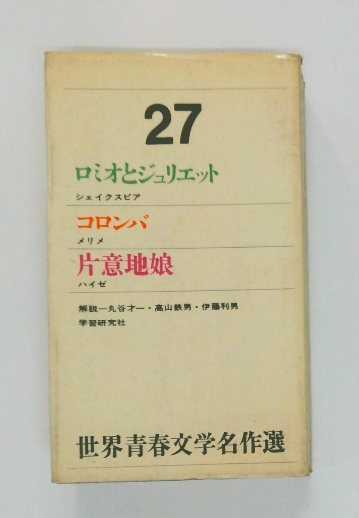 27
ロミオとジュリエット
シェイクスピア
コロンバ
メリメ
片意地娘
ハイゼ
解説―丸谷才一・高山鉄男・伊藤利男
学習研究社
世界青春文学名作選